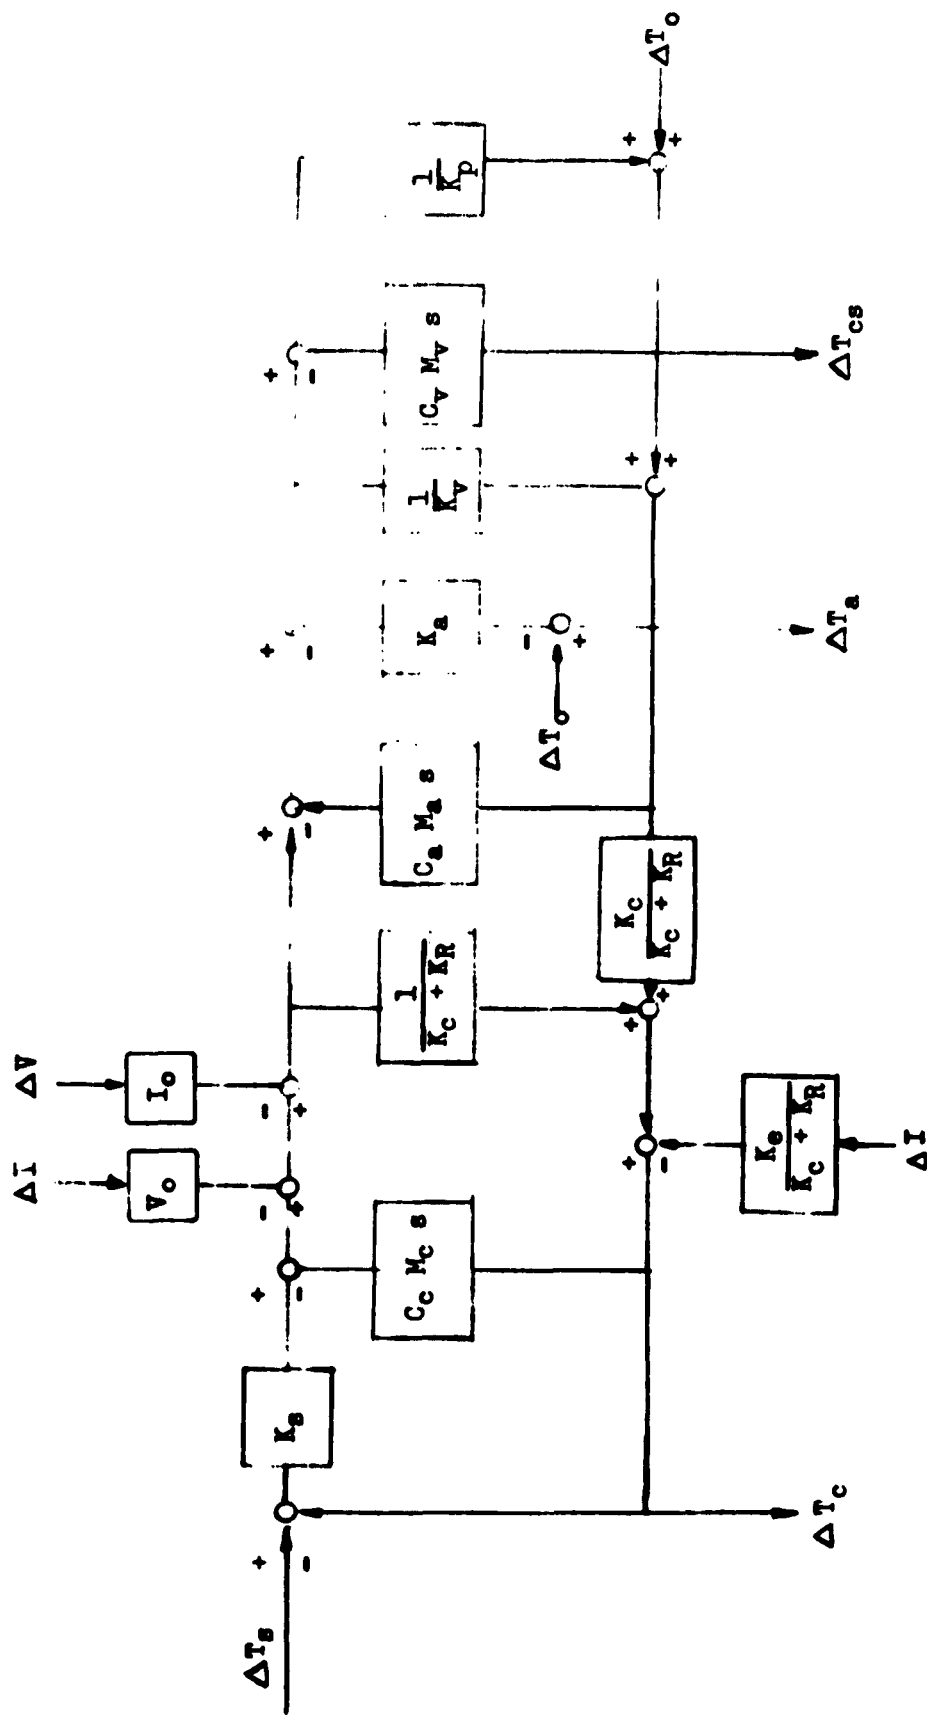 ΔT_s
+
-
K_s
+
-
C_c M_c s
ΔT_c
ΔI
V_o
-
+
ΔV
I_o
-
+
1
K_c + K_R
+
+
+
-
K_e
K_c + K_R
ΔI
K_c
K_c + K_R
+
-
C_a M_a s
+
-
K_a
-
+
ΔT_o
ΔT_a
1
K_v
+
+
+
-
C_v M_v s
ΔT_cs
1
K_p
+
+
ΔT_o